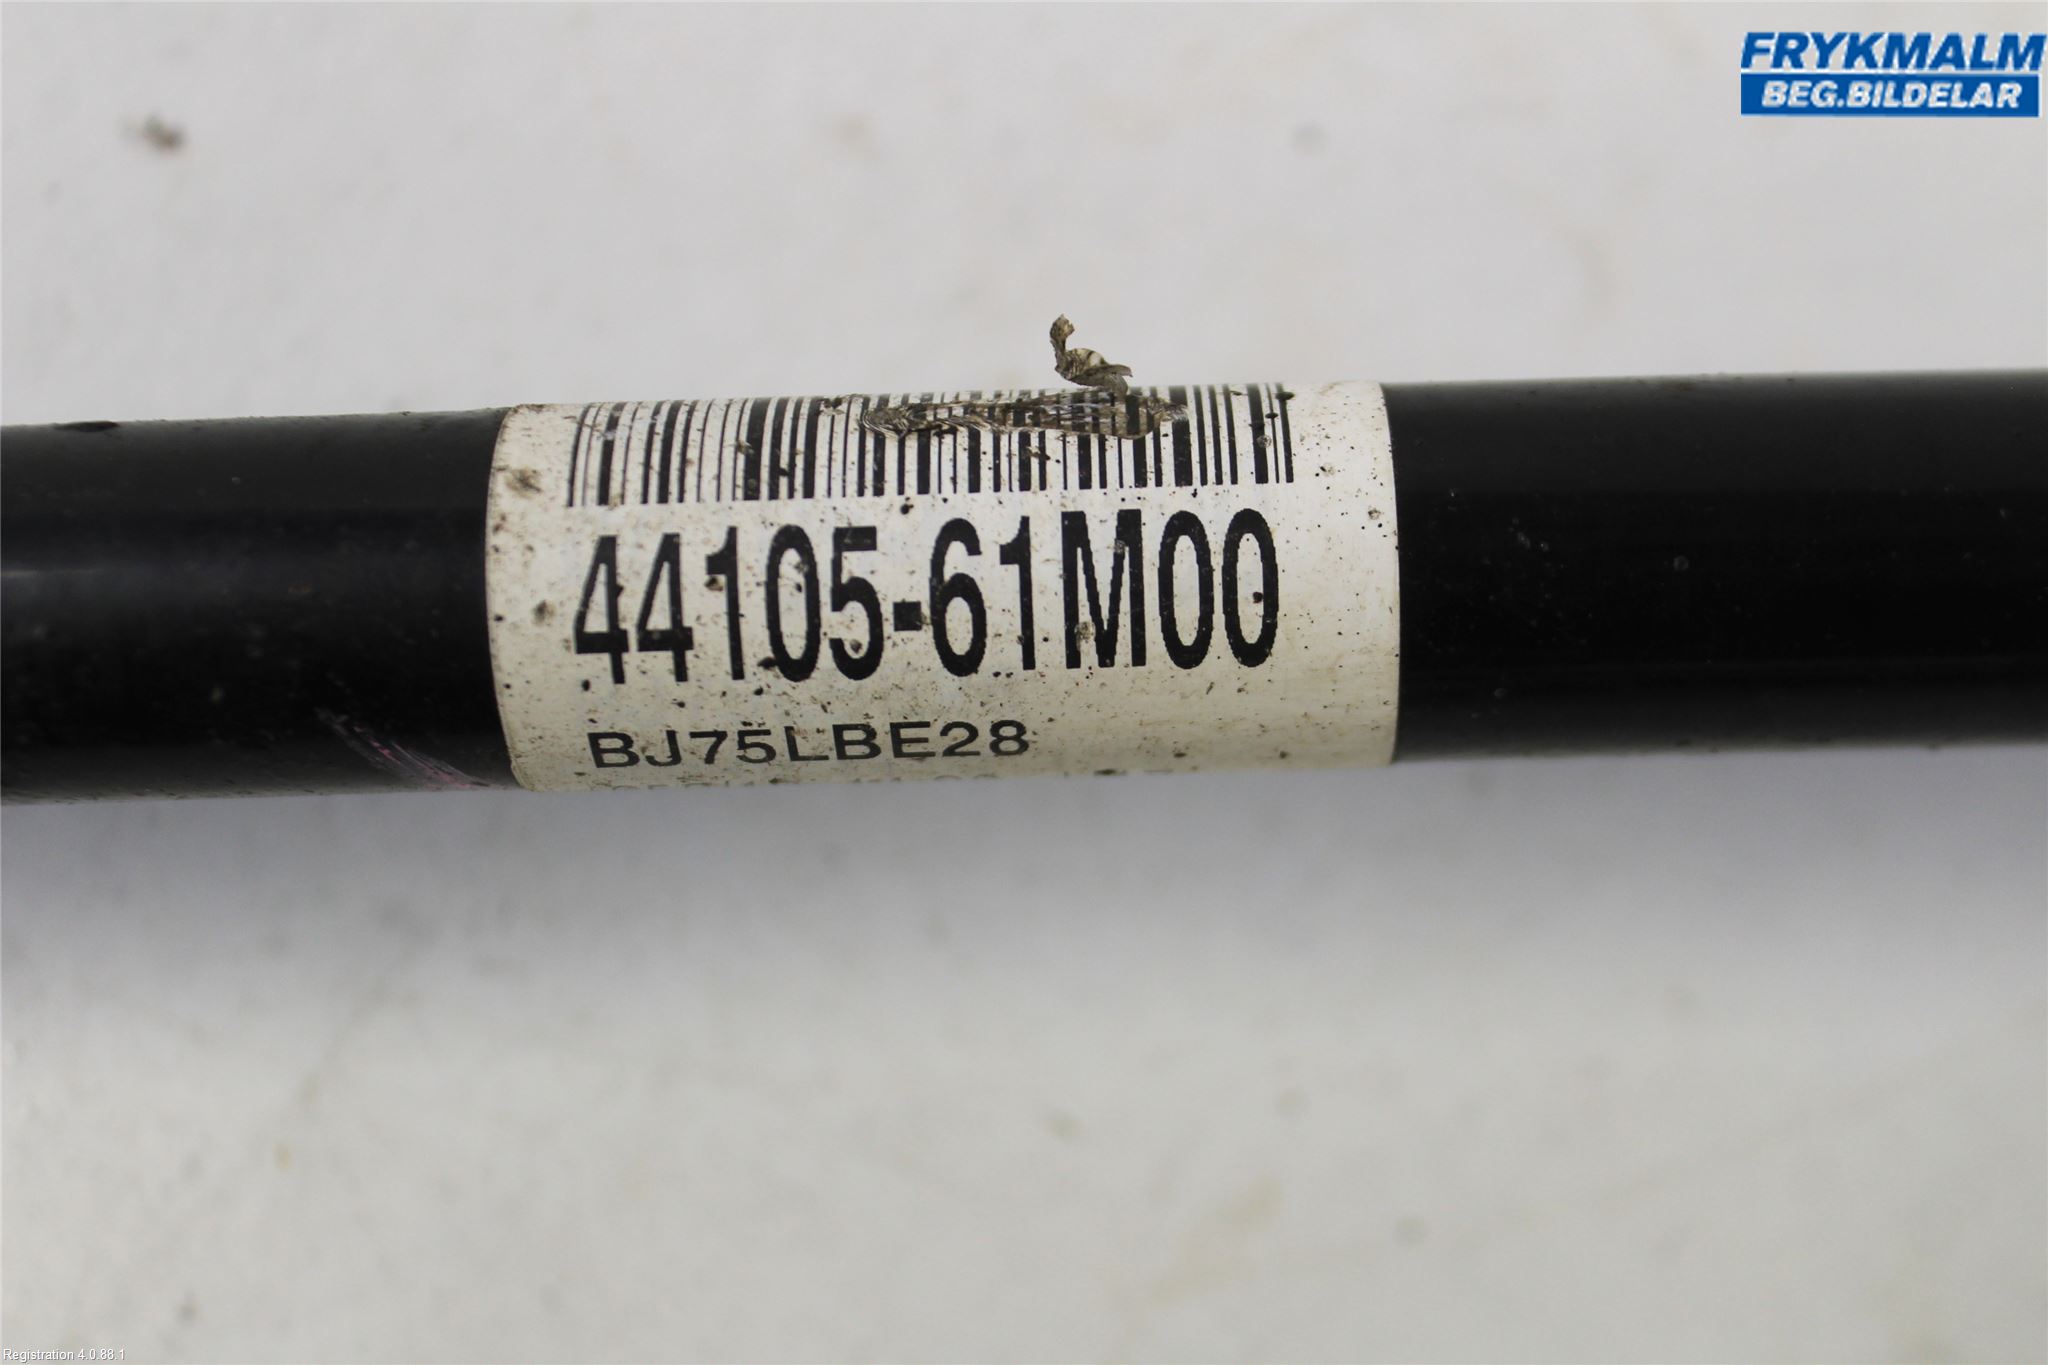 FRYKMALM
BEG.BILDELAR
44105-61M00
BJ75LBE28
Registration 4.0.88.1